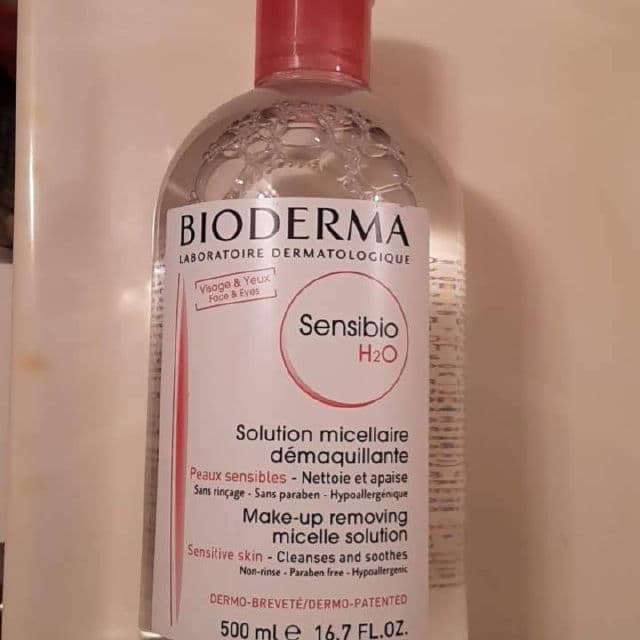 BIODERMA
LABORATOIRE DERMATOLOGIQUE
Visage & Yeux
Face & Eyes
Sensibio
H2O
Solution micellaire
démaquillante
Peaux sensibles - Nettoie et apaise
Sans rinçage - Sans paraben - Hypoallergénique
Make-up removing
micelle solution
Sensitive skin - Cleanses and soothes
Non-rinse - Paraben free - Hypoallergenic
DERMO-BREVETÉ/DERMO-PATENTED
500 ml e 16.7 FL.OZ.